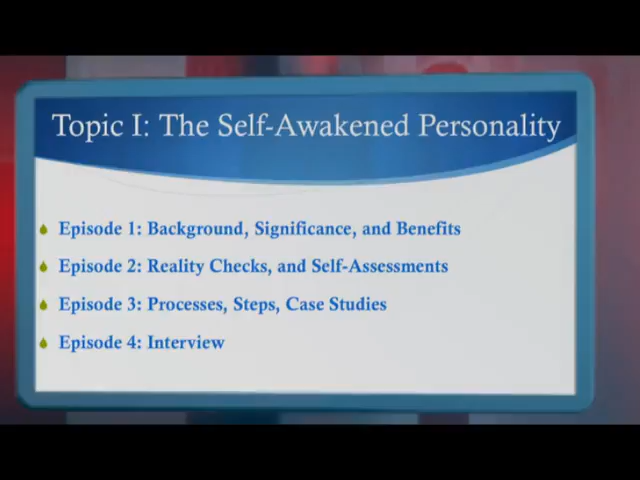 Topic I: The Self-Awakened Personality
Episode 1: Background, Significance, and Benefits
Episode 2: Reality Checks, and Self-Assessments
Episode 3: Processes, Steps, Case Studies
Episode 4: Interview